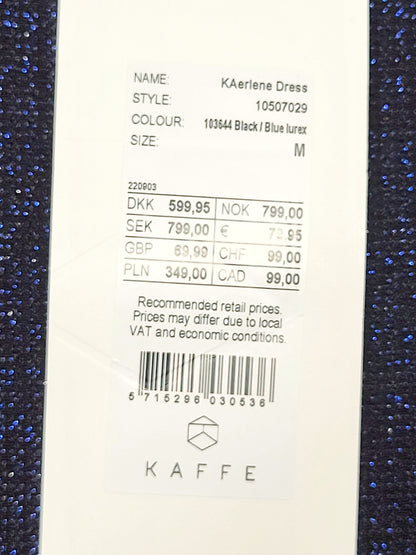 NAME: KAerlene Dress
STYLE: 10507029
COLOUR: 103644 Black / Blue lurex
SIZE: M
220903
DKK 599,95 NOK 799,00
SEK 799,00 € 79.95
GBP 69,99 CHF 99,00
PLN 349,00 CAD 99,00
Recommended retail prices.
Prices may differ due to local
VAT and economic conditions.
5 715296 030536
KAFFE